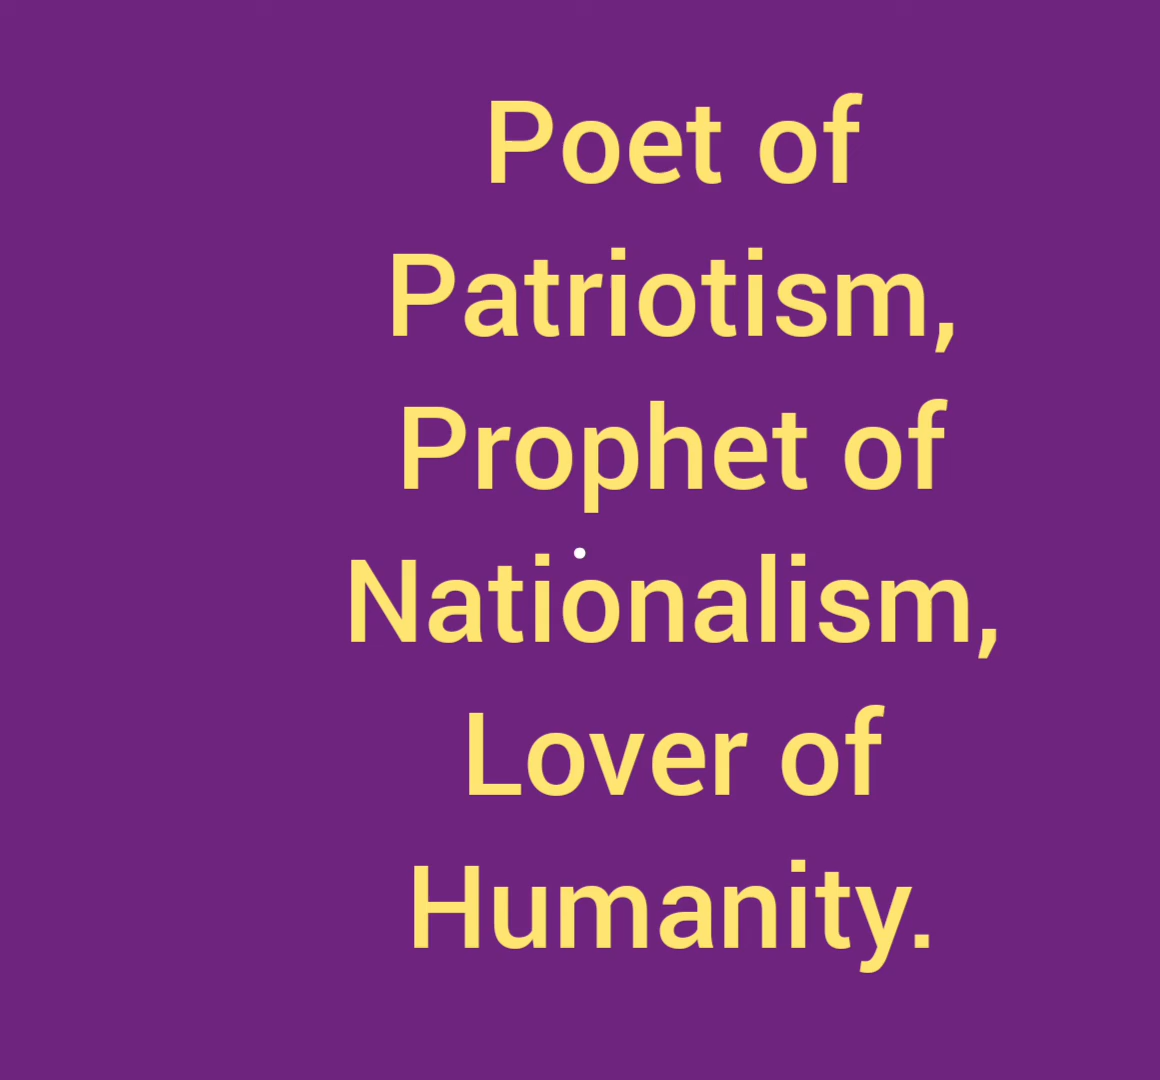 Poet of
Patriotism,
Prophet of
Nationalism,
Lover of
Humanity.